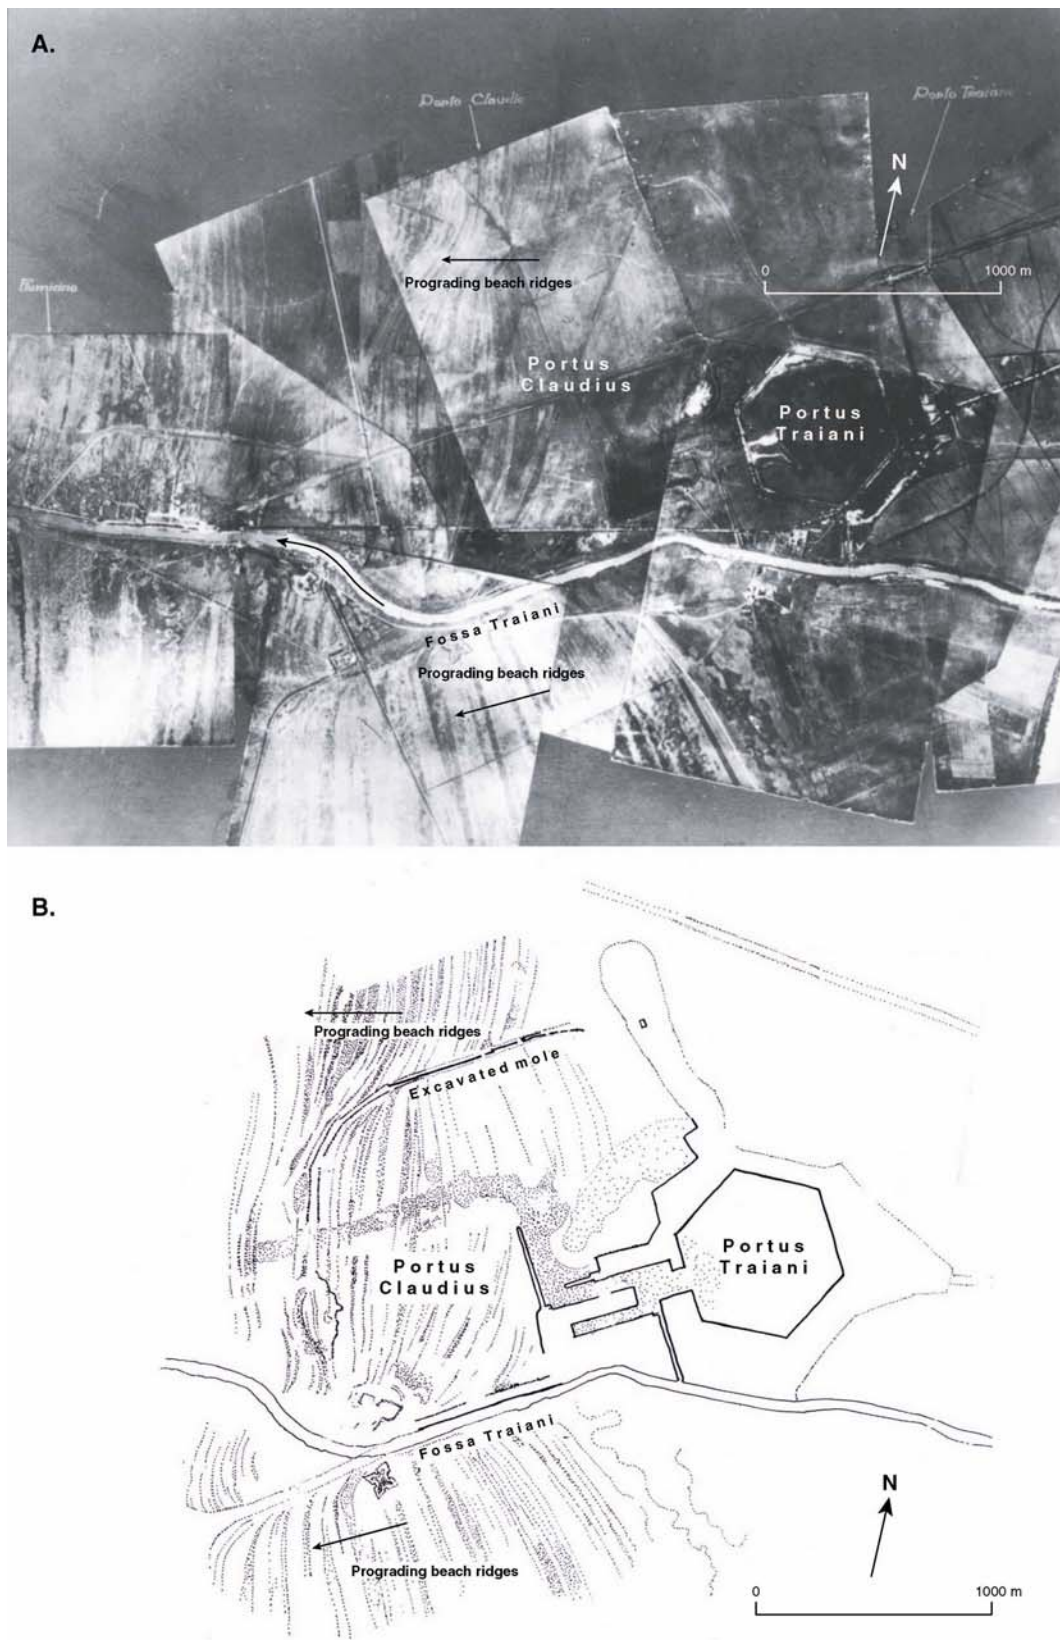 A.
Porto Claudio
Porto Traiano
N
0 1000 m
Prograding beach ridges
Fiumicino
Portus
Claudius
Portus
Traiani
Fossa Traiani
Prograding beach ridges
B.
Prograding beach ridges
Excavated mole
Portus
Claudius
Portus
Traiani
Fossa Traiani
N
Prograding beach ridges
0 1000 m